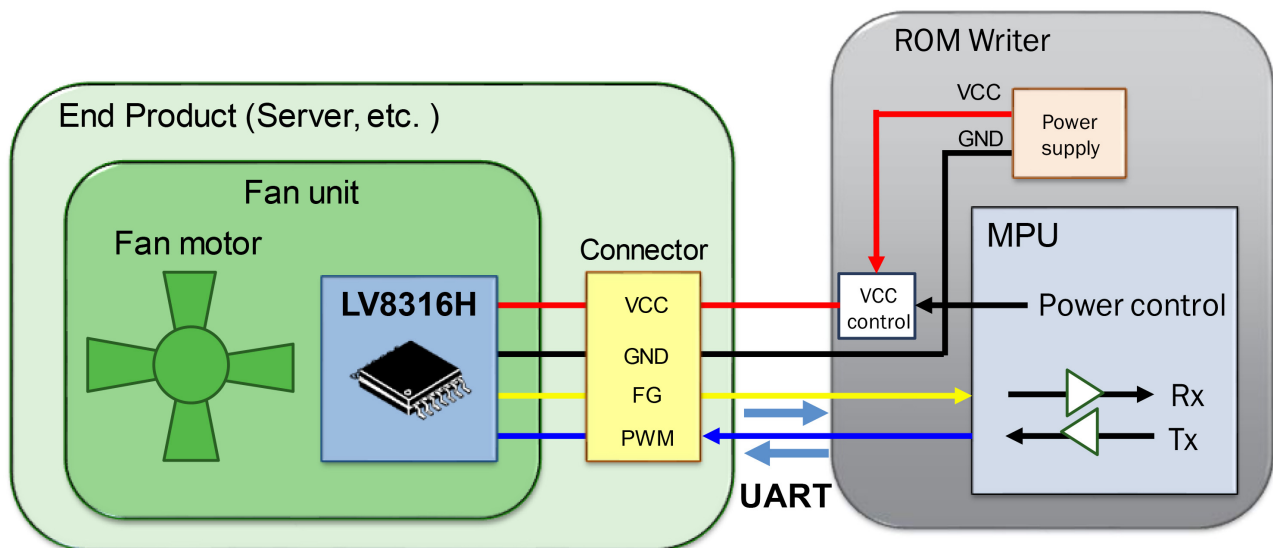 ROM Writer
End Product (Server, etc. )
VCC
GND
Power
supply
Fan unit
Fan motor
Connector
MPU
LV8316H
VCC
GND
FG
PWM
VCC
control
Power control
Rx
Tx
UART